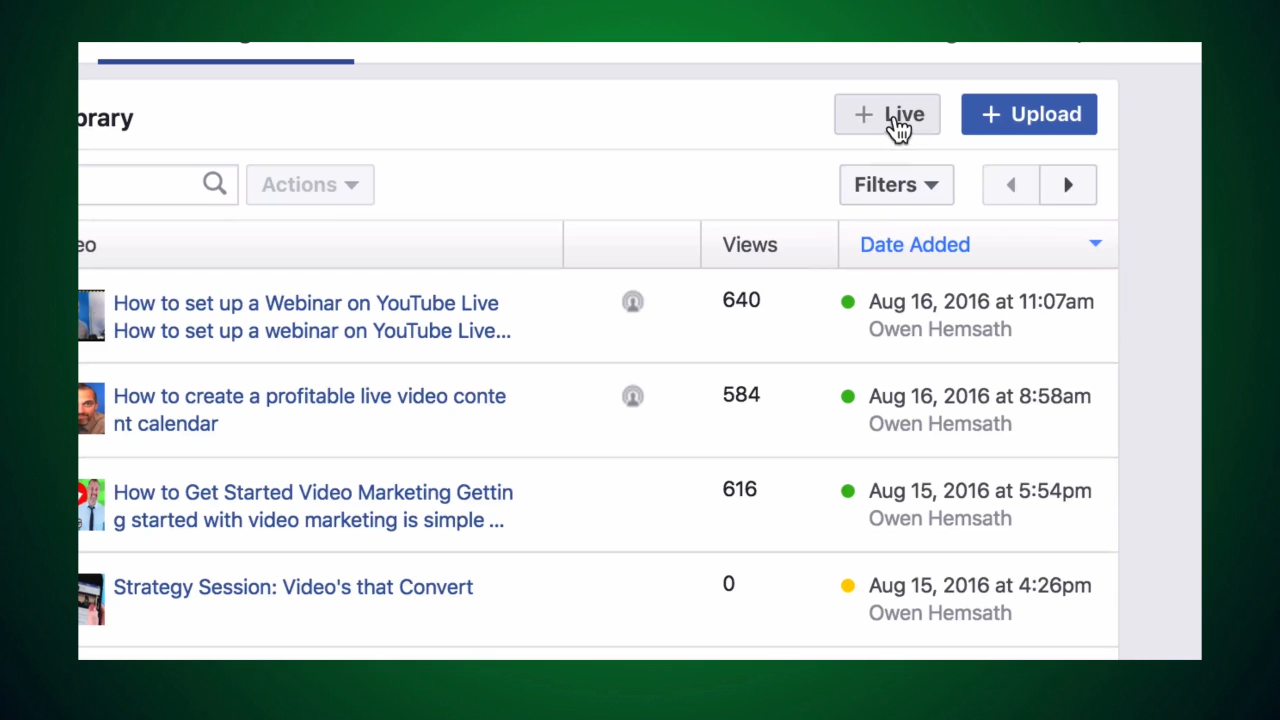 brary
+ Live
+ Upload
Actions
Filters
eo
Views
Date Added
How to set up a Webinar on YouTube Live
How to set up a webinar on YouTube Live...
640
Aug 16, 2016 at 11:07am
Owen Hemsath
How to create a profitable live video conte
nt calendar
584
Aug 16, 2016 at 8:58am
Owen Hemsath
How to Get Started Video Marketing Gettin
g started with video marketing is simple ...
616
Aug 15, 2016 at 5:54pm
Owen Hemsath
Strategy Session: Video's that Convert
0
Aug 15, 2016 at 4:26pm
Owen Hemsath